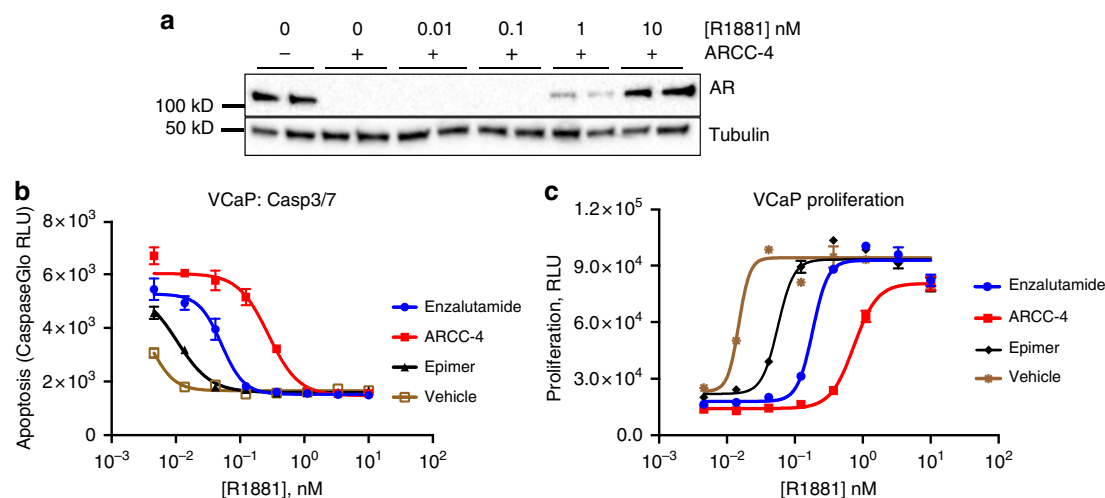 a
0 0 0.01 0.1 1 10 [R1881] nM
− + + + + + ARCC-4
AR
100 kD
50 kD
Tubulin
b
VCaP: Casp3/7
Apoptosis (CaspaseGlo RLU)
8×10³
6×10³
4×10³
2×10³
0
10⁻³ 10⁻² 10⁻¹ 10⁰ 10¹ 10²
[R1881], nM
Enzalutamide
ARCC-4
Epimer
Vehicle
c
VCaP proliferation
Proliferation, RLU
1.2×10⁵
9.0×10⁴
6.0×10⁴
3.0×10⁴
0.0
10⁻³ 10⁻² 10⁻¹ 10⁰ 10¹ 10²
[R1881] nM
Enzalutamide
ARCC-4
Epimer
Vehicle